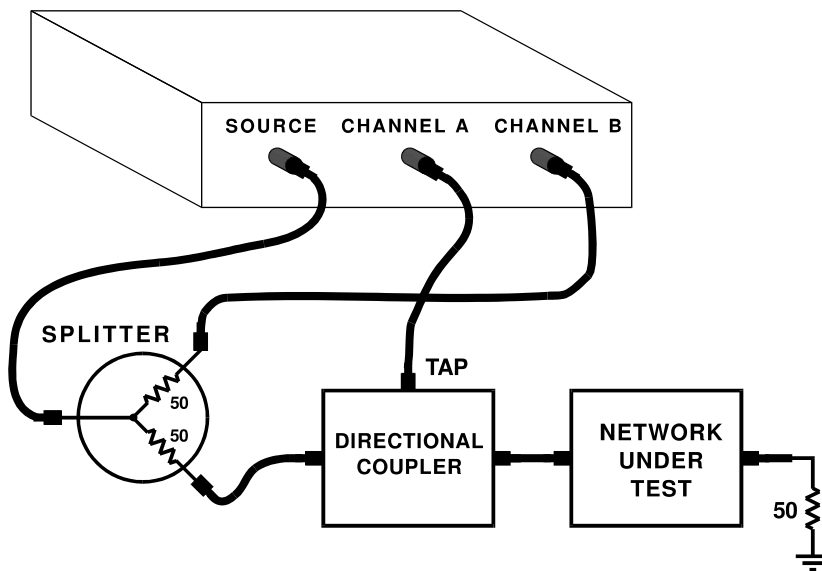 SOURCE CHANNEL A CHANNEL B
SPLITTER
50
50
TAP
DIRECTIONAL
COUPLER
NETWORK
UNDER
TEST
50